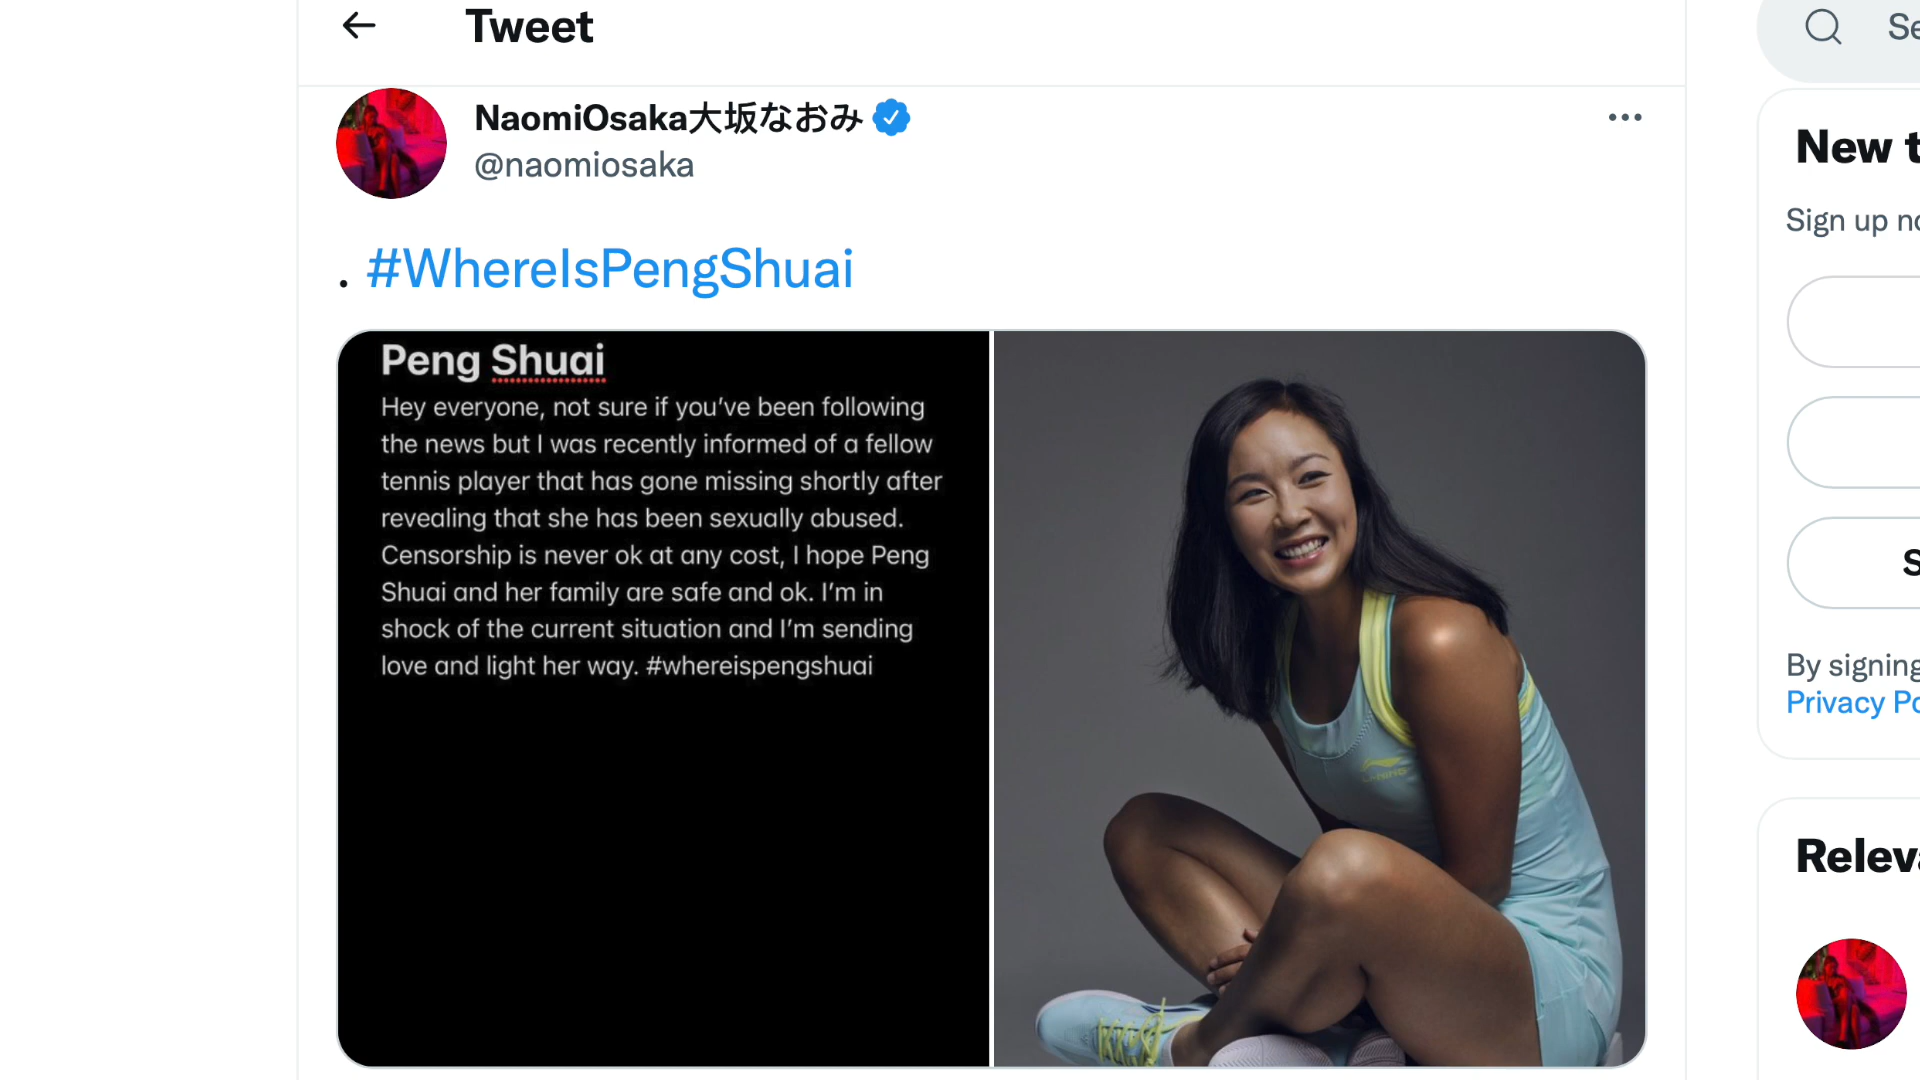 Tweet
NaomiOsaka大坂なおみ
@naomiosaka
. #WhereIsPengShuai
Peng Shuai
Hey everyone, not sure if you’ve been following
the news but I was recently informed of a fellow
tennis player that has gone missing shortly after
revealing that she has been sexually abused.
Censorship is never ok at any cost, I hope Peng
Shuai and her family are safe and ok. I’m in
shock of the current situation and I’m sending
love and light her way. #whereispengshuai
New
Sign up
By signing
Privacy